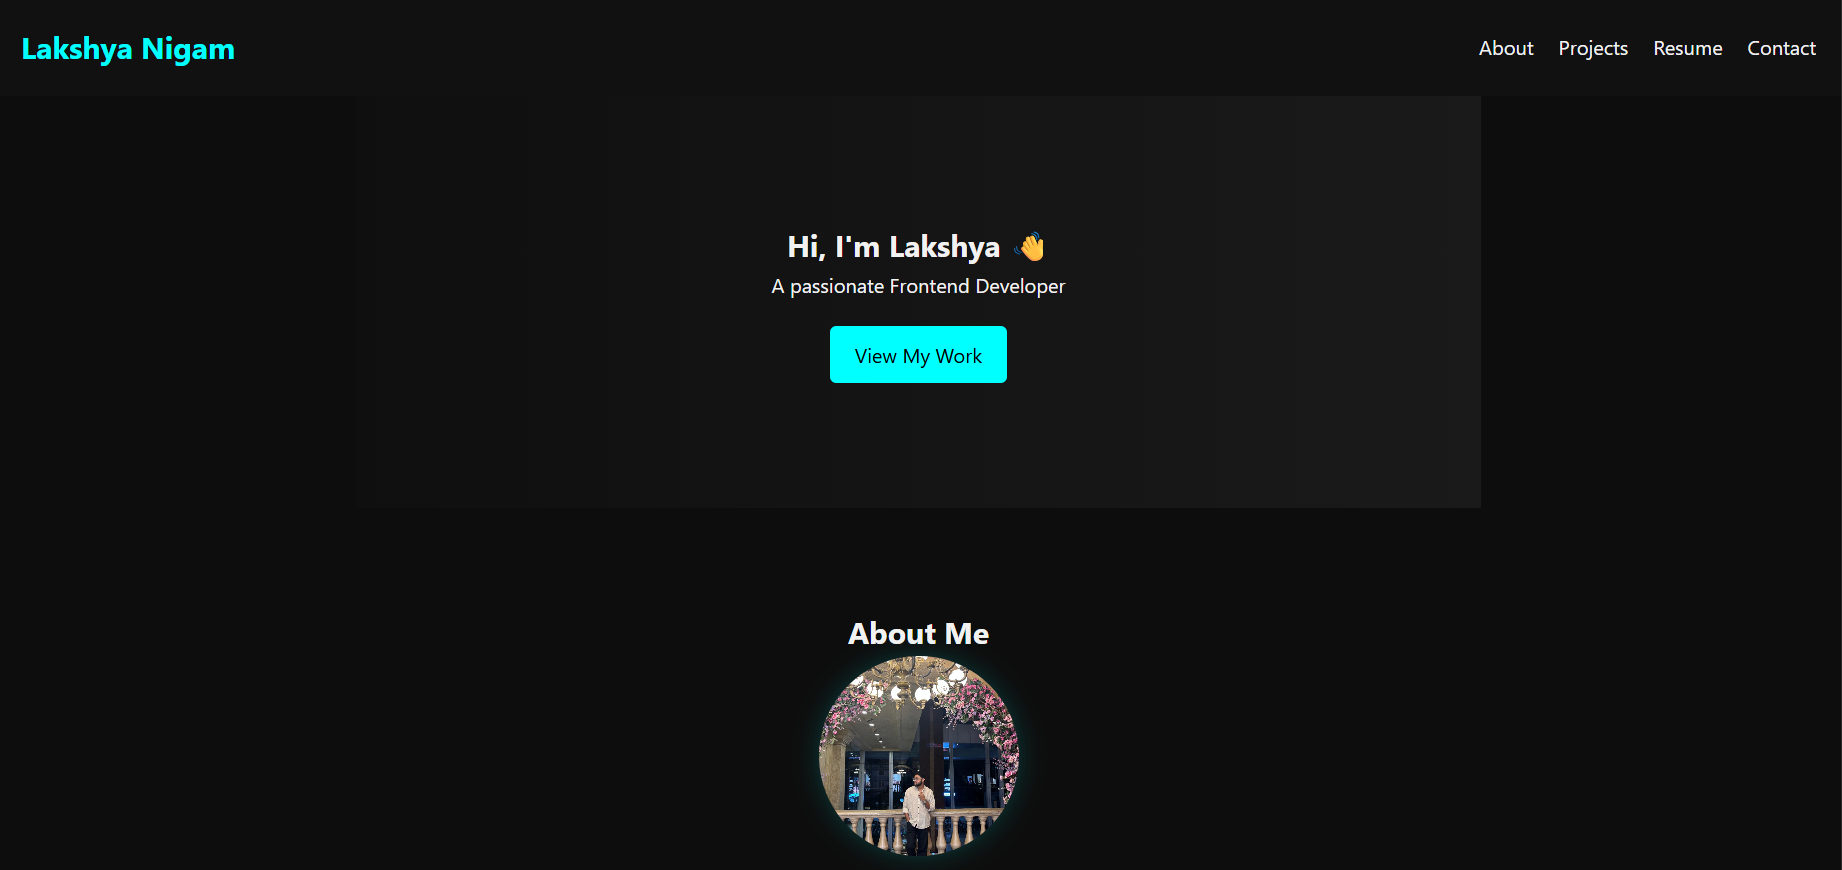 Lakshya Nigam
About Projects Resume Contact
Hi, I'm Lakshya 👋
A passionate Frontend Developer
View My Work
About Me